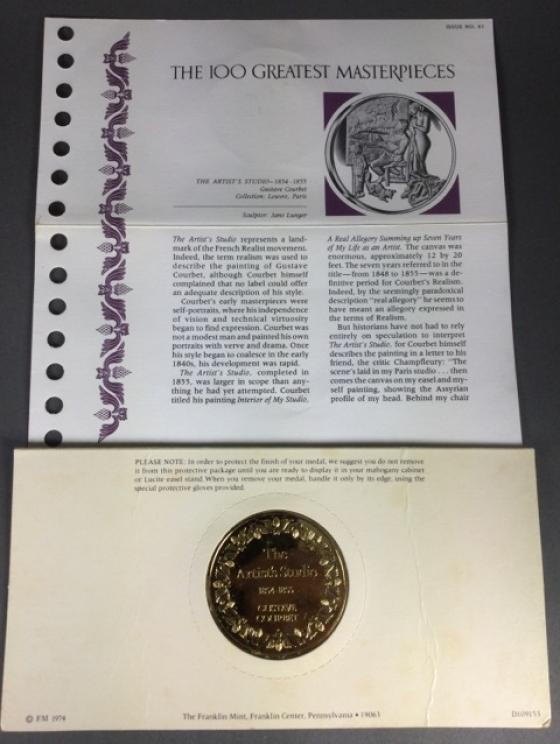 ISSUE NO. 81
THE 100 GREATEST MASTERPIECES
THE ARTIST'S STUDIO—1854-1855
Gustave Courbet
Collection: Louvre, Paris
Sculptor: Jane Lunger
The Artist's Studio represents a land-
mark of the French Realist movement.
Indeed, the term realism was used to
describe the painting of Gustave
Courbet, although Courbet himself
complained that no label could offer
an adequate description of his style.
Courbet's early masterpieces were
self-portraits, where his independence
of vision and technical virtuosity
began to find expression. Courbet was
not a modest man and painted his own
portraits with verve and drama. Once
his style began to coalesce in the early
1840s, his development was rapid.
The Artist's Studio, completed in
1855, was larger in scope than any-
thing he had yet attempted. Courbet
titled his painting Interior of My Studio,
A Real Allegory Summing up Seven Years
of My Life as an Artist. The canvas was
enormous, approximately 12 by 20
feet. The seven years referred to in the
title—from 1848 to 1855—was a de-
finitive period for Courbet's Realism.
Indeed, by the seemingly paradoxical
description "real allegory" he seems to
have meant an allegory expressed in
the terms of Realism.
But historians have not had to rely
entirely on speculation to interpret
The Artist's Studio, for Courbet himself
describes the painting in a letter to his
friend, the critic Champfleury: "The
scene's laid in my Paris studio . . . then
comes the canvas on my easel and my-
self painting, showing the Assyrian
profile of my head. Behind my chair
PLEASE NOTE: In order to protect the finish of your medal, we suggest you do not remove
it from this protective package until you are ready to display it in your mahogany cabinet
or Lucite easel stand. When you remove your medal, handle it only by its edge, using the
special protective gloves provided.
The
Artist's Studio
1854-1855
GUSTAVE
COURBET
© FM 1974
The Franklin Mint, Franklin Center, Pennsylvania • 19063